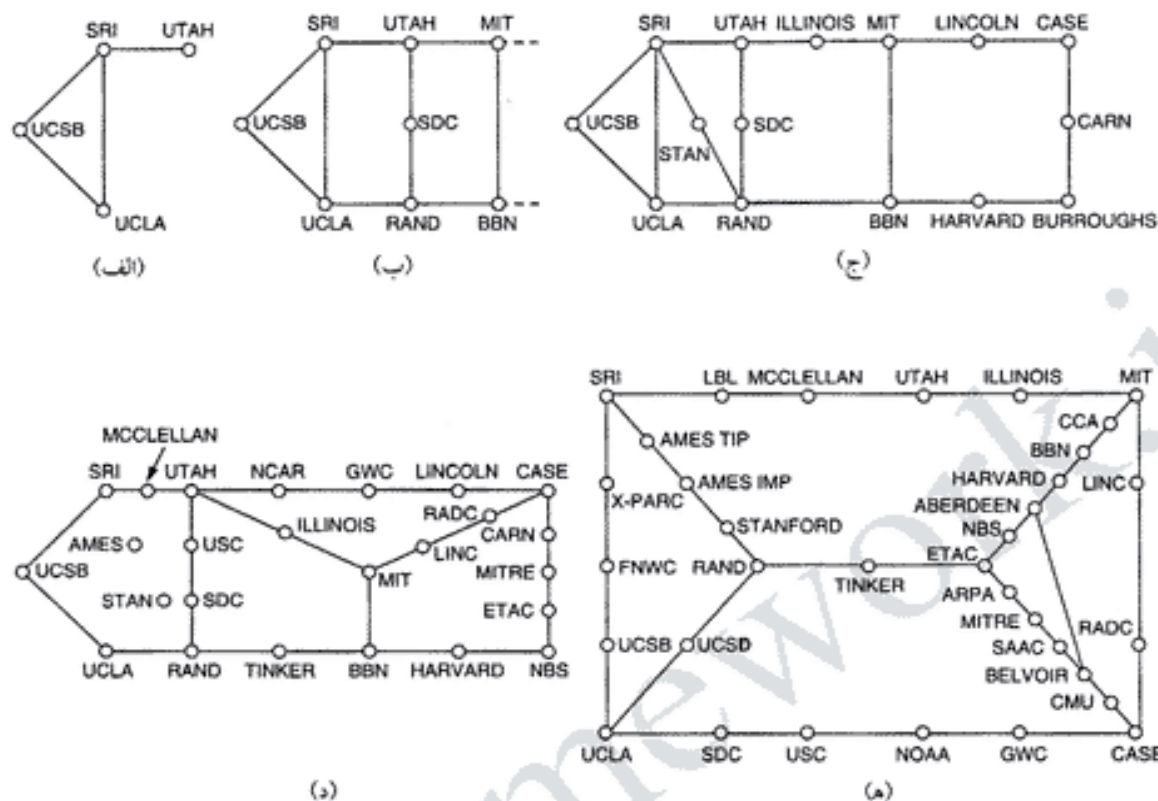 SRI UTAH
UCSB
UCLA
(الف)
SRI UTAH MIT
UCSB SDC
UCLA RAND BBN
(ب)
SRI UTAH ILLINOIS MIT LINCOLN CASE
UCSB STAN SDC CARN
UCLA RAND BBN HARVARD BURROUGHS
(ج)
MCCLELLAN
SRI UTAH NCAR GWC LINCOLN CASE
RADC
ILLINOIS CARN
AMES USC LINC
UCSB MIT MITRE
STAN SDC ETAC
UCLA RAND TINKER BBN HARVARD NBS
(د)
SRI LBL MCCLELLAN UTAH ILLINOIS MIT
CCA
AMES TIP BBN
AMES IMP HARVARD LINC
X-PARC ABERDEEN
STANFORD NBS
ETAC
FNWC RAND TINKER
ARPA
MITRE
UCSB UCSD SAAC RADC
BELVOIR
CMU
UCLA SDC USC NOAA GWC CASE
(ه)